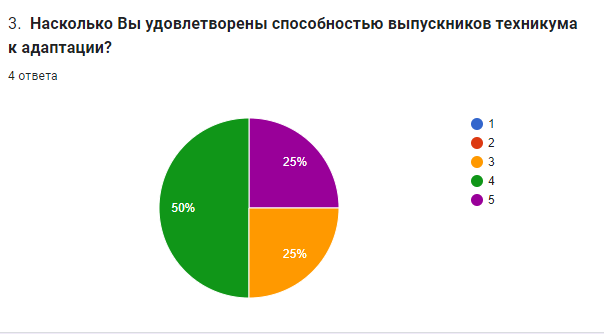 3. Насколько Вы удовлетворены способностью выпускников техникума
к адаптации?
4 ответа
25%
50%
25%
1
2
3
4
5